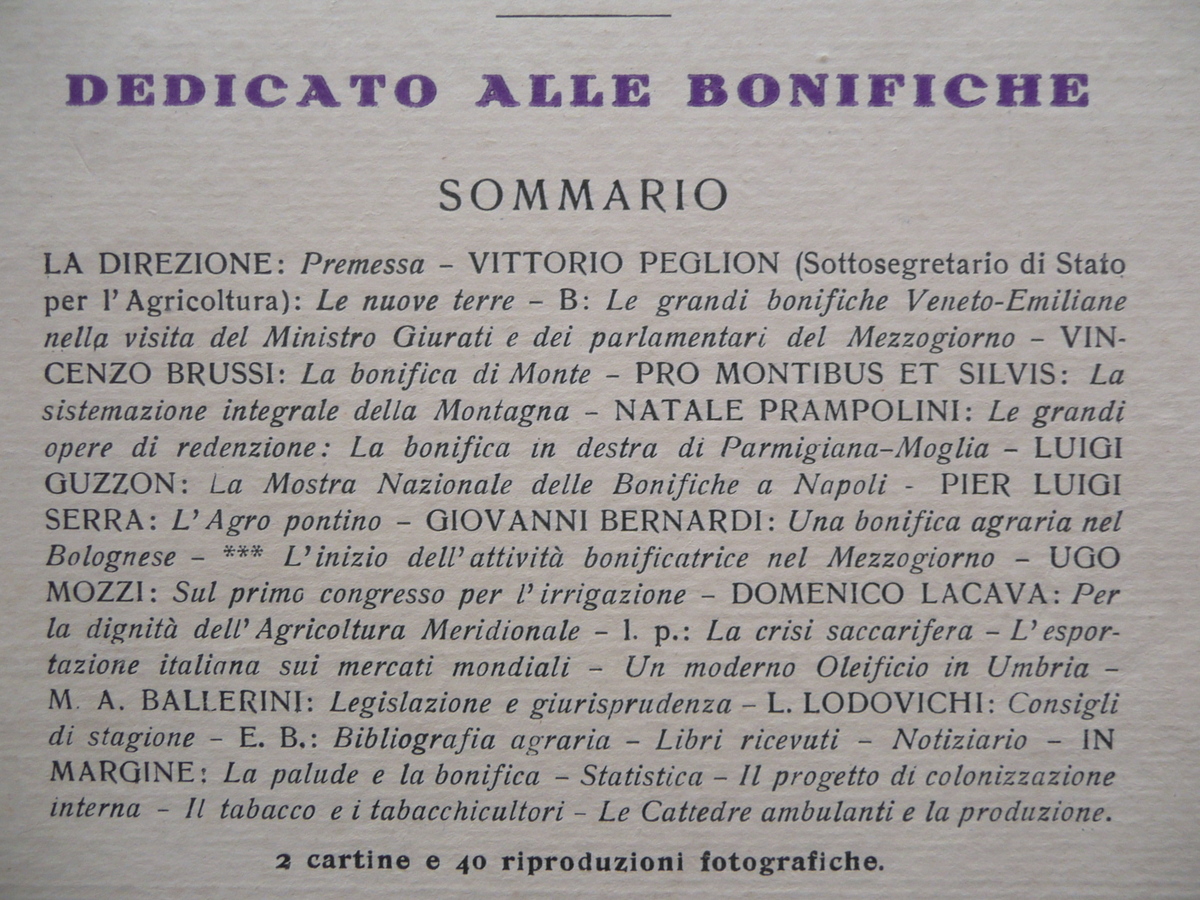 DEDICATO ALLE BONIFICHE
SOMMARIO
LA DIREZIONE: Premessa – VITTORIO PEGLION (Sottosegretario di Stato
per l'Agricoltura): Le nuove terre – B: Le grandi bonifiche Veneto-Emiliane
nella visita del Ministro Giurati e dei parlamentari del Mezzogiorno – VIN-
CENZO BRUSSI: La bonifica di Monte – PRO MONTIBUS ET SILVIS: La
sistemazione integrale della Montagna – NATALE PRAMPOLINI: Le grandi
opere di redenzione: La bonifica in destra di Parmigiana-Moglia – LUIGI
GUZZON: La Mostra Nazionale delle Bonifiche a Napoli - PIER LUIGI
SERRA: L'Agro pontino – GIOVANNI BERNARDI: Una bonifica agraria nel
Bolognese – *** L'inizio dell'attività bonificatrice nel Mezzogiorno – UGO
MOZZI: Sul primo congresso per l'irrigazione – DOMENICO LACAVA: Per
la dignità dell'Agricoltura Meridionale – l. p.: La crisi saccarifera – L'espor-
tazione italiana sui mercati mondiali – Un moderno Oleificio in Umbria –
M. A. BALLERINI: Legislazione e giurisprudenza – L. LODOVICHI: Consigli
di stagione – E. B.: Bibliografia agraria – Libri ricevuti – Notiziario – IN
MARGINE: La palude e la bonifica – Statistica – Il progetto di colonizzazione
interna – Il tabacco e i tabacchicultori – Le Cattedre ambulanti e la produzione.
2 cartine e 40 riproduzioni fotografiche.